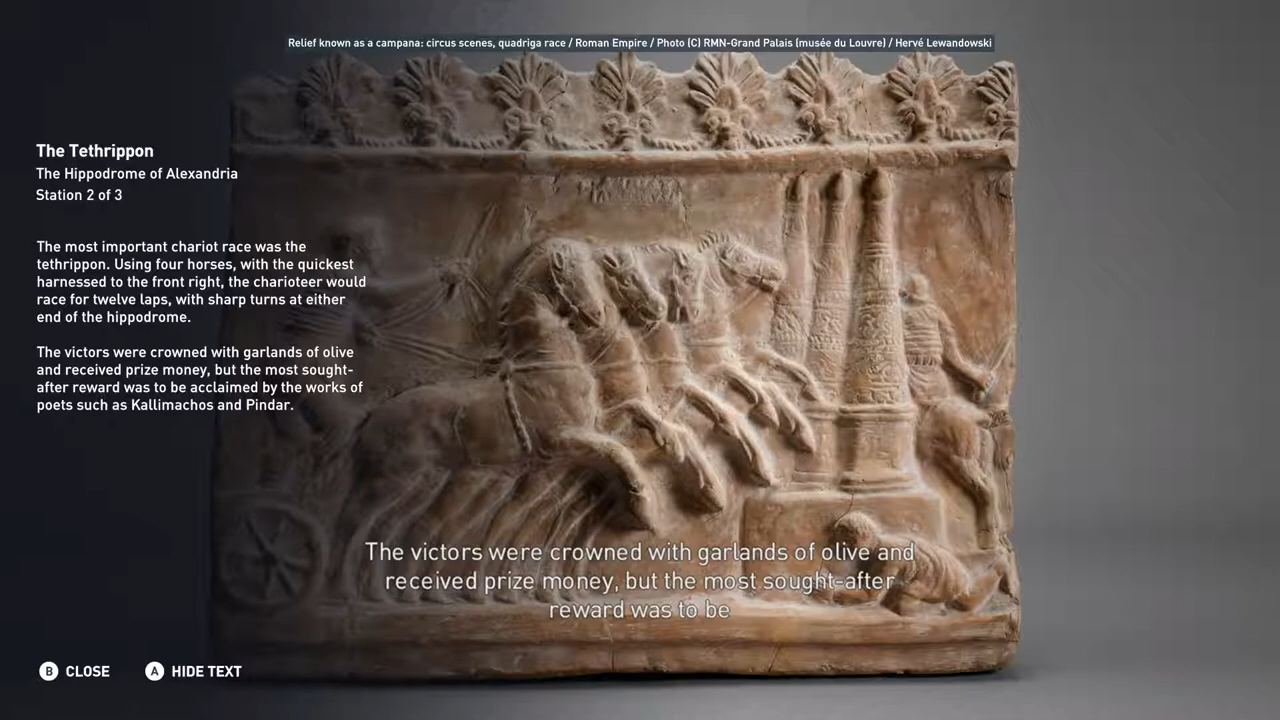 Relief known as a campana: circus scenes, quadriga race / Roman Empire / Photo (C) RMN-Grand Palais (musée du Louvre) / Hervé Lewandowski
The Tethrippon
The Hippodrome of Alexandria
Station 2 of 3
The most important chariot race was the
tethrippon. Using four horses, with the quickest
harnessed to the front right, the charioteer would
race for twelve laps, with sharp turns at either
end of the hippodrome.
The victors were crowned with garlands of olive
and received prize money, but the most sought-
after reward was to be acclaimed by the works of
poets such as Kallimachos and Pindar.
The victors were crowned with garlands of olive and
received prize money, but the most sought-after
reward was to be
B CLOSE A HIDE TEXT